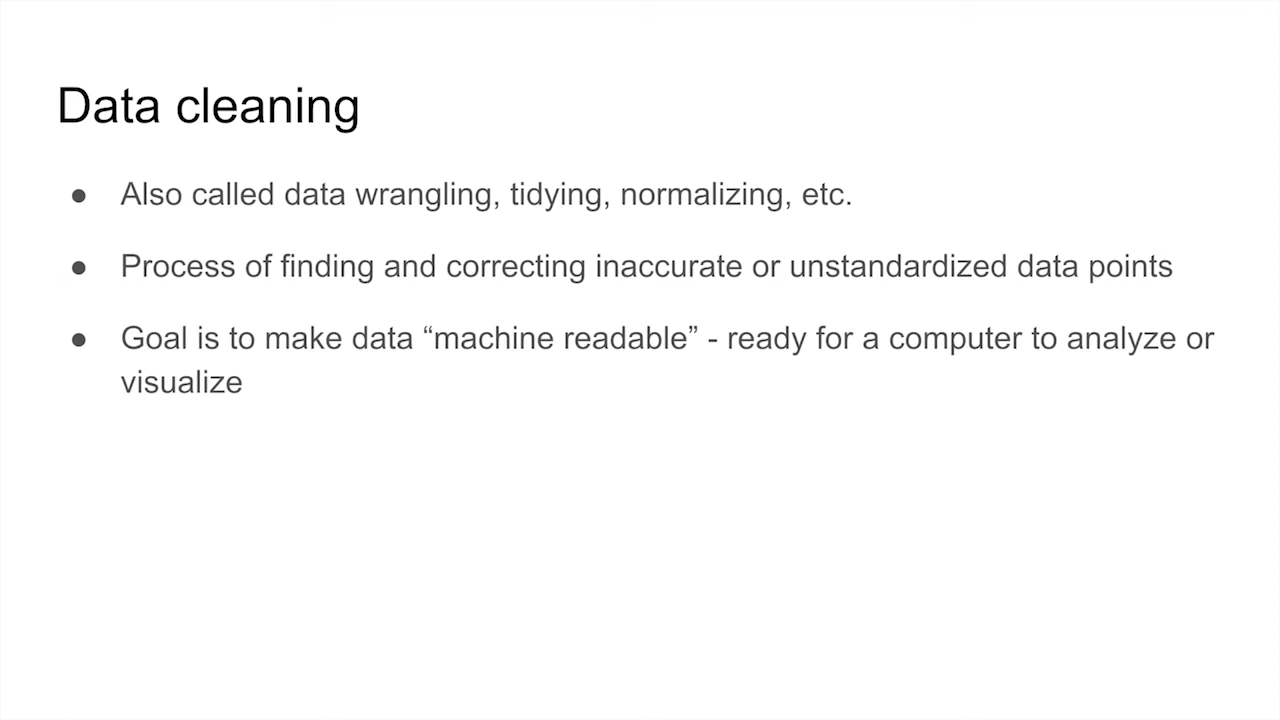 Data cleaning
● Also called data wrangling, tidying, normalizing, etc.
● Process of finding and correcting inaccurate or unstandardized data points
● Goal is to make data “machine readable” - ready for a computer to analyze or
visualize